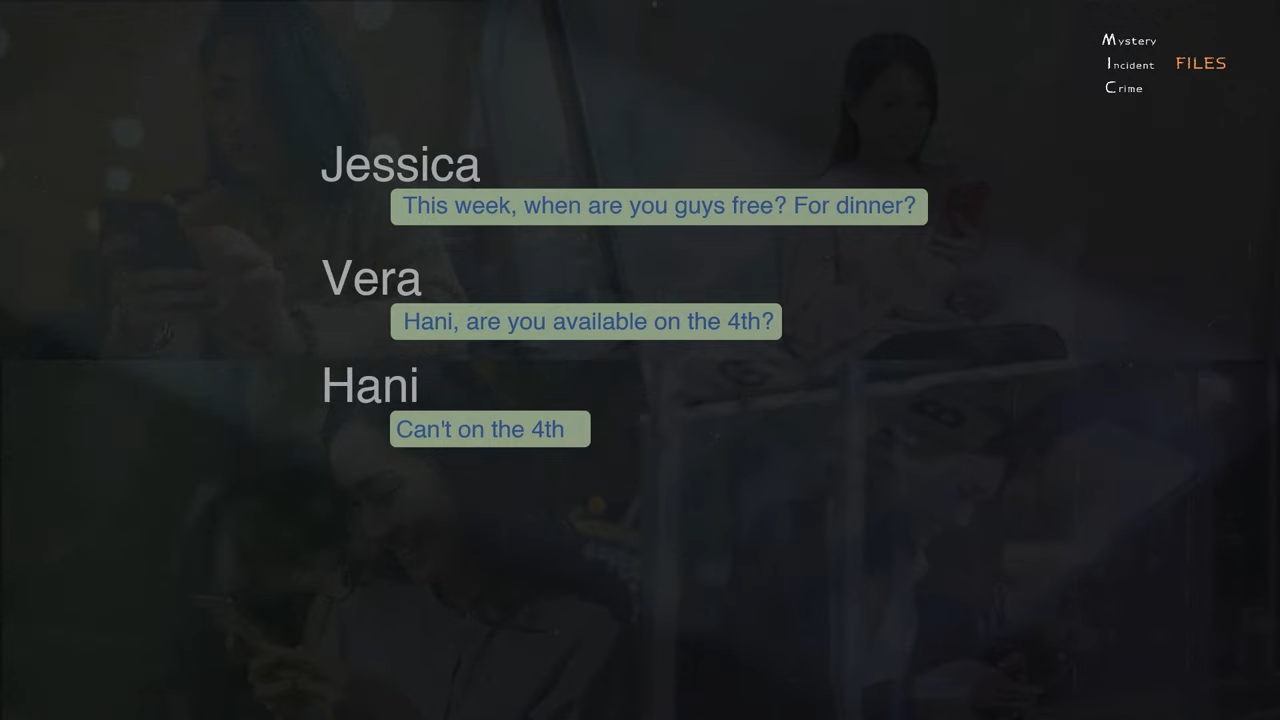 Mystery
Incident FILES
Crime
Jessica
This week, when are you guys free? For dinner?
Vera
Hani, are you available on the 4th?
Hani
Can't on the 4th